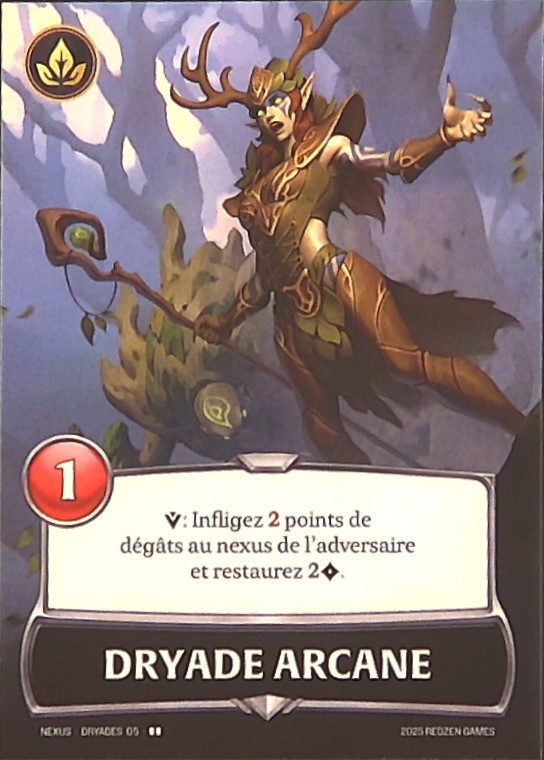 1
: Infligez 2 points de
dégâts au nexus de l'adversaire
et restaurez 2.
DRYADE ARCANE
NEXUS DRYADES 05
2025 REDZEN GAMES